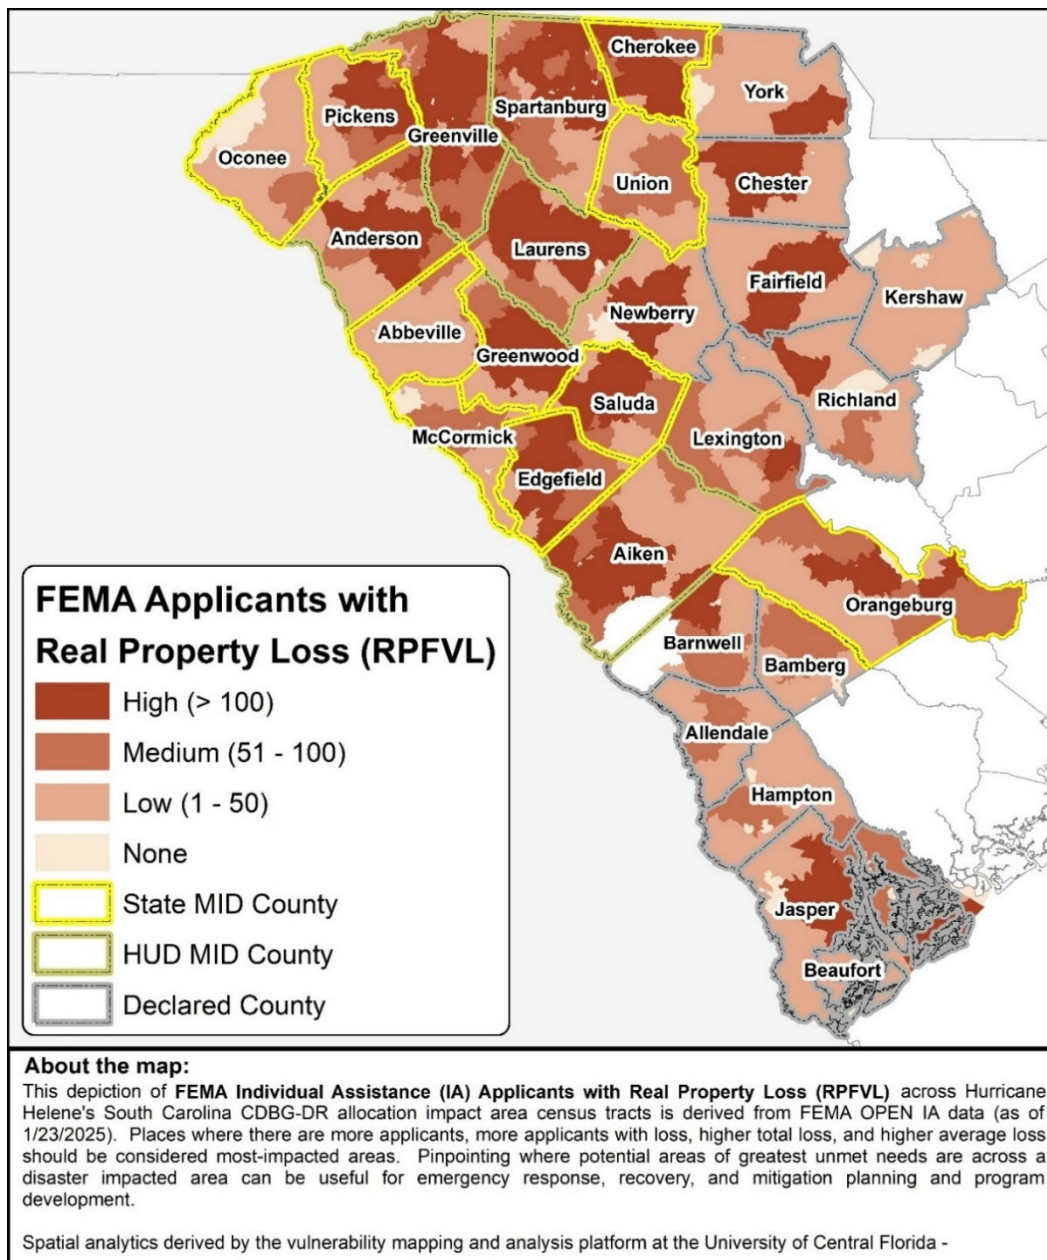 Cherokee
York
Pickens
Spartanburg
Greenville
Oconee
Union
Chester
Anderson
Laurens
Fairfield
Kershaw
Newberry
Abbeville
Greenwood
Saluda
Richland
McCormick
Lexington
Edgefield
Aiken
Orangeburg
Barnwell
Bamberg
Allendale
Hampton
Jasper
Beaufort
FEMA Applicants with
Real Property Loss (RPFVL)
High (> 100)
Medium (51 - 100)
Low (1 - 50)
None
State MID County
HUD MID County
Declared County
About the map:
This depiction of FEMA Individual Assistance (IA) Applicants with Real Property Loss (RPFVL) across Hurricane
Helene's South Carolina CDBG-DR allocation impact area census tracts is derived from FEMA OPEN IA data (as of
1/23/2025). Places where there are more applicants, more applicants with loss, higher total loss, and higher average loss
should be considered most-impacted areas. Pinpointing where potential areas of greatest unmet needs are across a
disaster impacted area can be useful for emergency response, recovery, and mitigation planning and program
development.
Spatial analytics derived by the vulnerability mapping and analysis platform at the University of Central Florida -